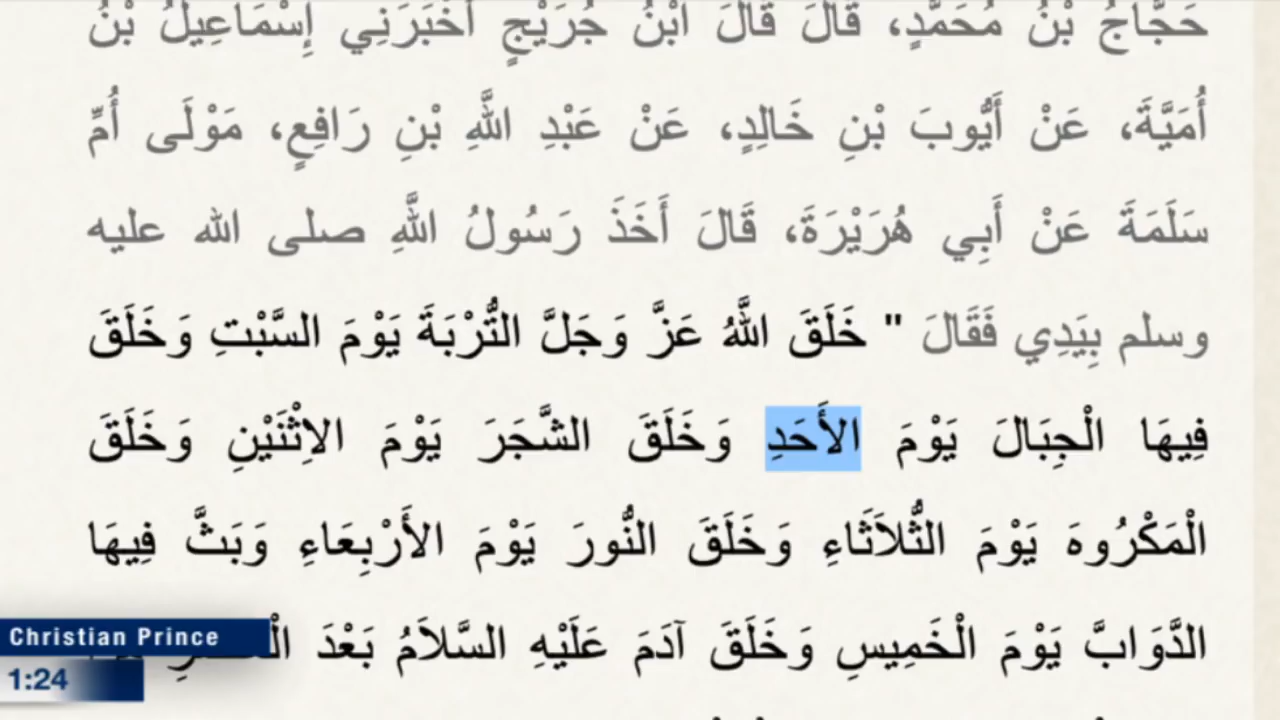 حَجَّاجُ بْنُ مُحَمَّدٍ، قَالَ قَالَ ابْنُ جُرَيْجٍ أَخْبَرَنِي إِسْمَاعِيلُ بْنُ
أُمَيَّةَ، عَنْ أَيُّوبَ بْنِ خَالِدٍ، عَنْ عَبْدِ اللَّهِ بْنِ رَافِعٍ، مَوْلَى أُمِّ
سَلَمَةَ عَنْ أَبِي هُرَيْرَةَ، قَالَ أَخَذَ رَسُولُ اللَّهِ صلى الله عليه
وسلم بِيَدِي فَقَالَ " خَلَقَ اللَّهُ عَزَّ وَجَلَّ التُّرْبَةَ يَوْمَ السَّبْتِ وَخَلَقَ
فِيهَا الْجِبَالَ يَوْمَ الأَحَدِ وَخَلَقَ الشَّجَرَ يَوْمَ الاِثْنَيْنِ وَخَلَقَ
الْمَكْرُوهَ يَوْمَ الثُّلاَثَاءِ وَخَلَقَ النُّورَ يَوْمَ الأَرْبِعَاءِ وَبَثَّ فِيهَا
الدَّوَابَّ يَوْمَ الْخَمِيسِ وَخَلَقَ آدَمَ عَلَيْهِ السَّلاَمُ بَعْدَ
Christian Prince
1:24